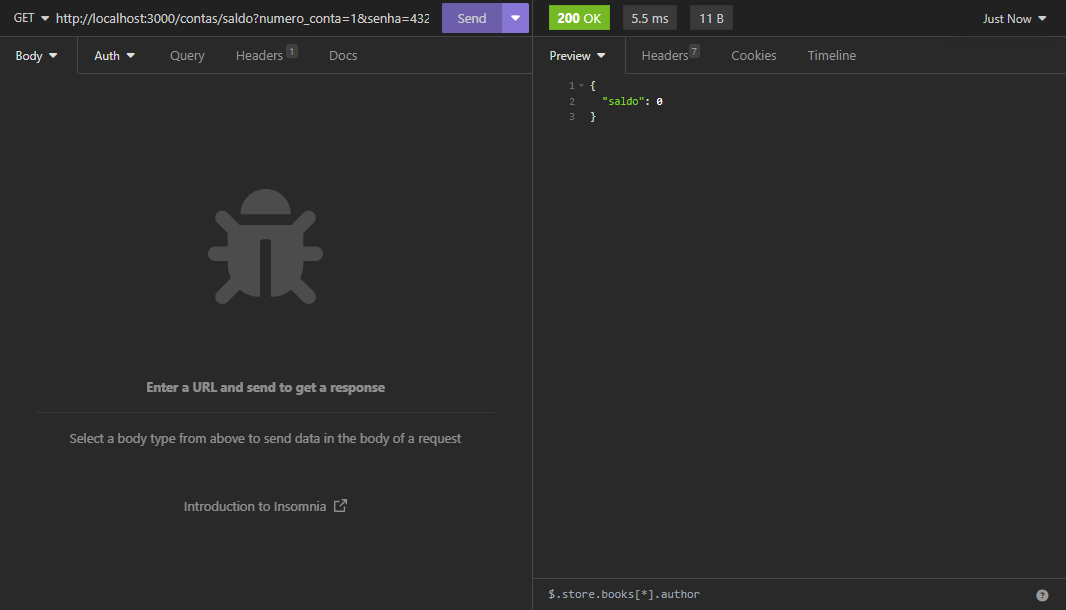 GET http://localhost:3000/contas/saldo?numero_conta=1&senha=432 Send 200 OK 5.5 ms 11 B Just Now
Body Auth Query Headers 1 Docs Preview Headers 7 Cookies Timeline
1 {
2 "saldo": 0
3 }
Enter a URL and send to get a response
Select a body type from above to send data in the body of a request
Introduction to Insomnia
$.store.books[*].author ?